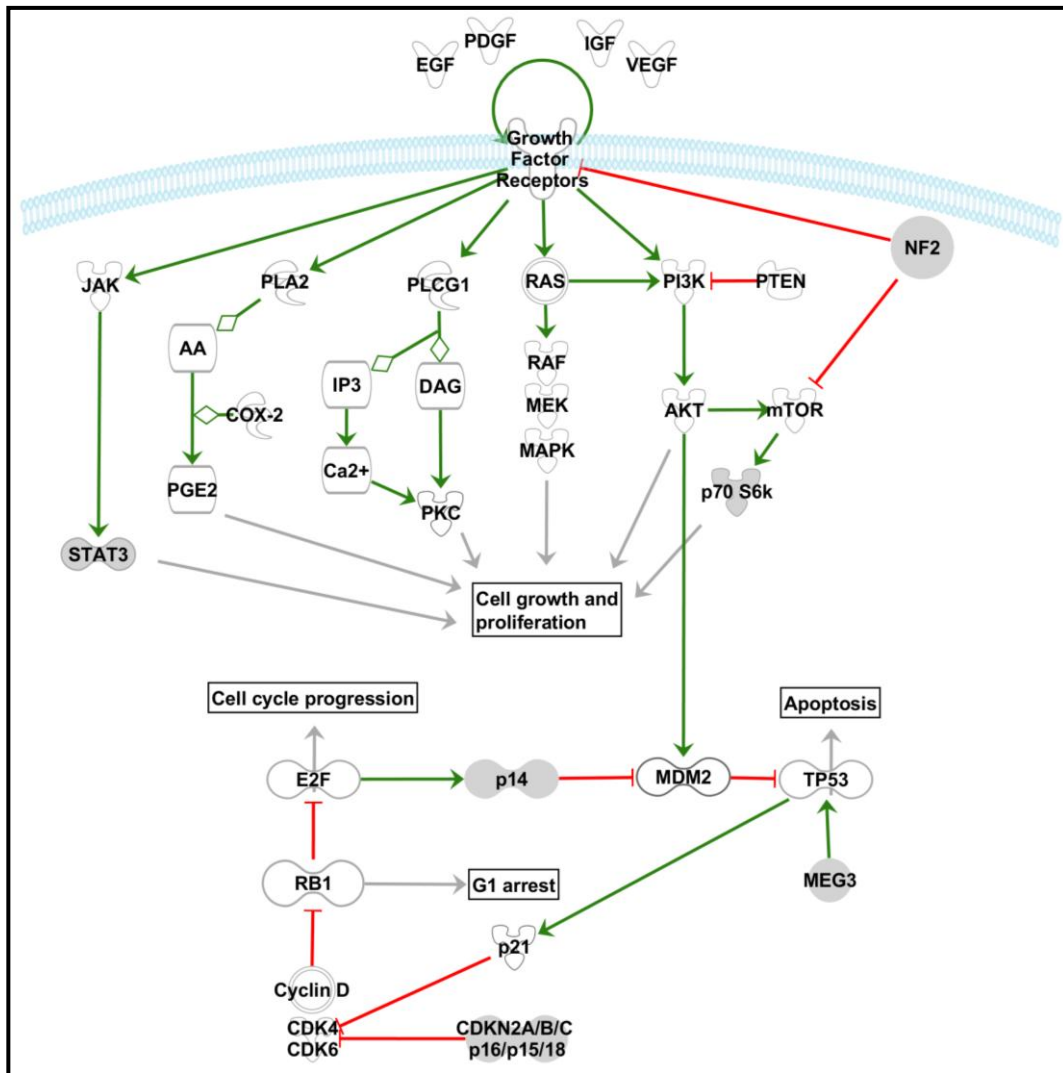 PDGF
IGF
EGF
VEGF
Growth
Factor
Receptors
NF2
JAK
PLA2
PLCG1
RAS
PI3K
PTEN
AA
IP3
DAG
RAF
COX-2
MEK
AKT
mTOR
MAPK
Ca2+
PGE2
PKC
p70 S6k
STAT3
Cell growth and
proliferation
Cell cycle progression
Apoptosis
E2F
p14
MDM2
TP53
RB1
G1 arrest
MEG3
p21
Cyclin D
CDK4
CDK6
CDKN2A/B/C
p16/p15/18